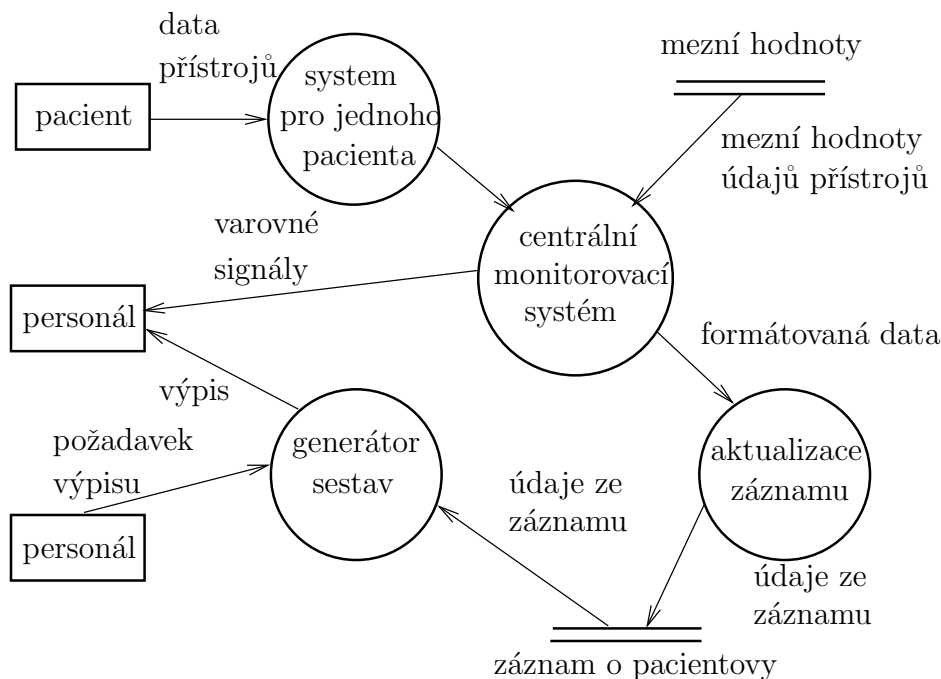 data
přístrojů
pacient
system
pro jednoho
pacienta
mezní hodnoty
mezní hodnoty
údajů přístrojů
varovné
signály
centrální
monitorovací
systém
personál
formátovaná data
výpis
požadavek
výpisu
generátor
sestav
personál
údaje ze
záznamu
aktualizace
záznamu
údaje ze
záznamu
záznam o pacientovy